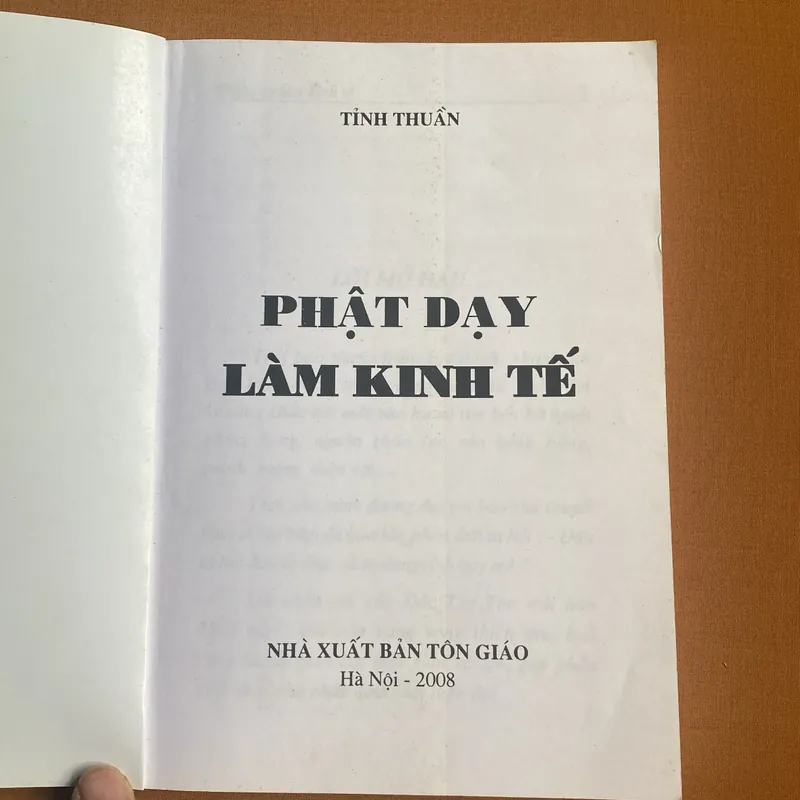 TỈNH THUẦN
PHẬT DẠY
LÀM KINH TẾ
NHÀ XUẤT BẢN TÔN GIÁO
Hà Nội - 2008